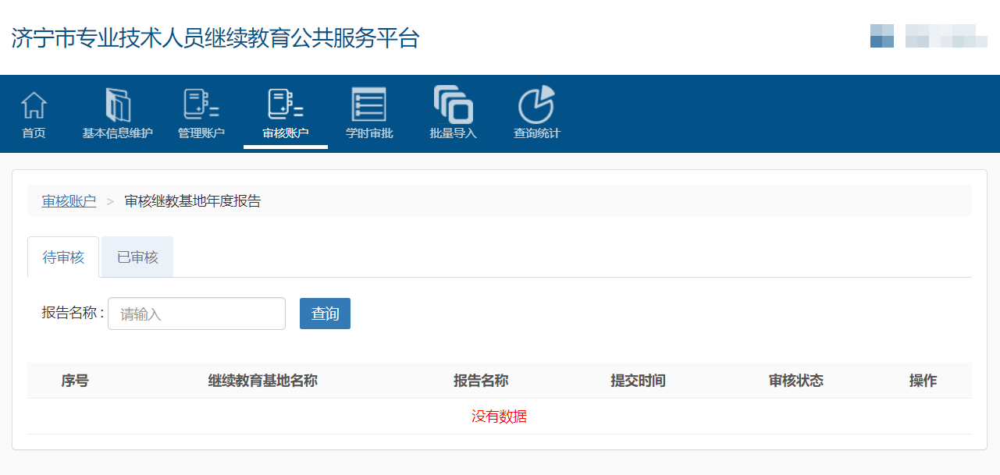 济宁市专业技术人员继续教育公共服务平台
首页 基本信息维护 管理账户 审核账户 学时审批 批量导入 查询统计
审核账户 > 审核继教基地年度报告
待审核 已审核
报告名称 : 请输入 查询
序号 继续教育基地名称 报告名称 提交时间 审核状态 操作
没有数据